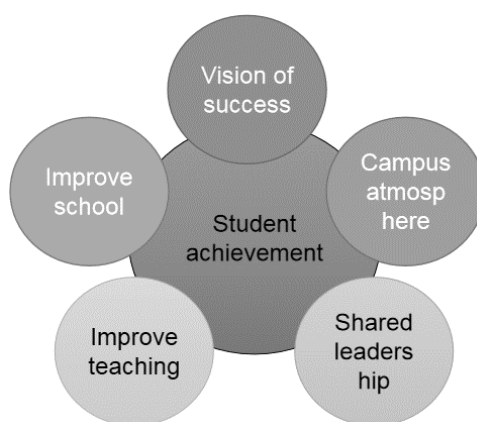 Vision of
success
Improve
school
Campus
atmosp
here
Student
achievement
Improve
teaching
Shared
leaders
hip